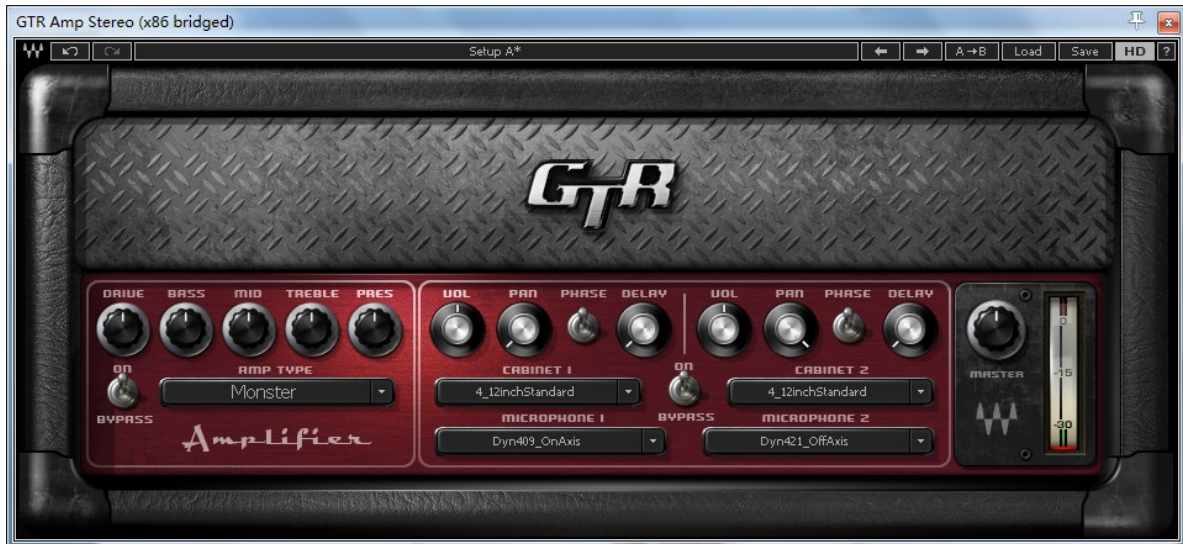 GTR Amp Stereo (x86 bridged)
Setup A*
A→B Load Save HD ?
GTR
DRIVE BASS MID TREBLE PRES
VOL PAN PHASE DELAY VOL PAN PHASE DELAY
ON AMP TYPE
Monster
BYPASS
Amplifier
CABINET 1 ON CABINET 2
4_12inchStandard 4_12inchStandard
MICROPHONE 1 BYPASS MICROPHONE 2
Dyn409_OnAxis Dyn421_OffAxis
MASTER
0
-15
-30